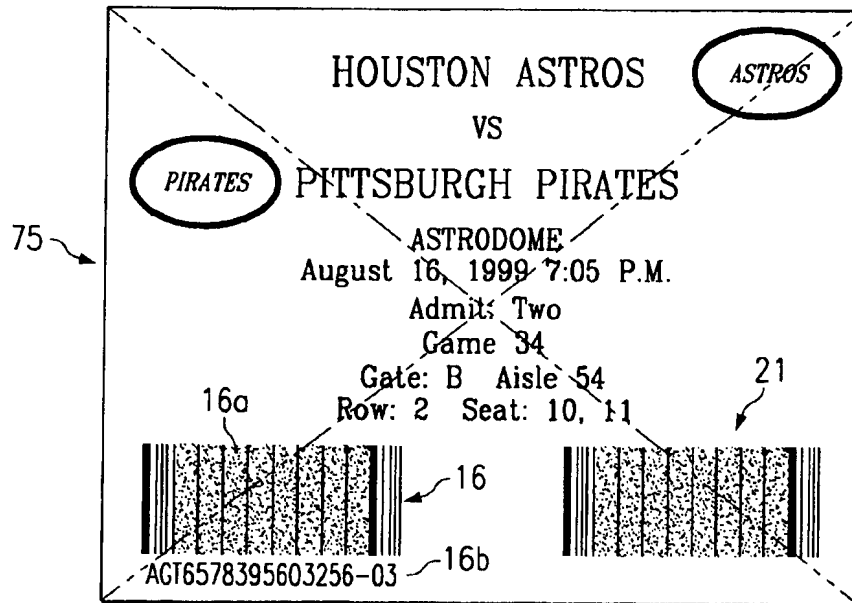 HOUSTON ASTROS
ASTROS
VS
PIRATES
PITTSBURGH PIRATES
75
ASTRODOME
August 16, 1999 7:05 P.M.
Admit: Two
Game 34
Gate: B Aisle 54
Row: 2 Seat: 10, 11
16a
21
16
AGT6578395603256-03
16b